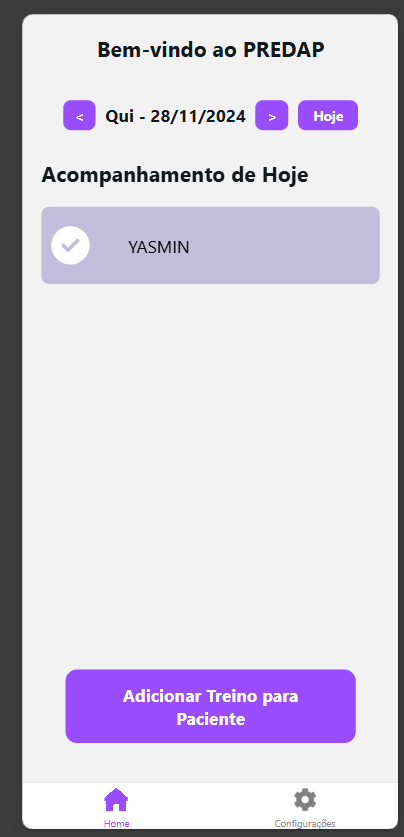 Bem-vindo ao PREDAP
< Qui - 28/11/2024 > Hoje
Acompanhamento de Hoje
YASMIN
Adicionar Treino para
Paciente
Home Configurações